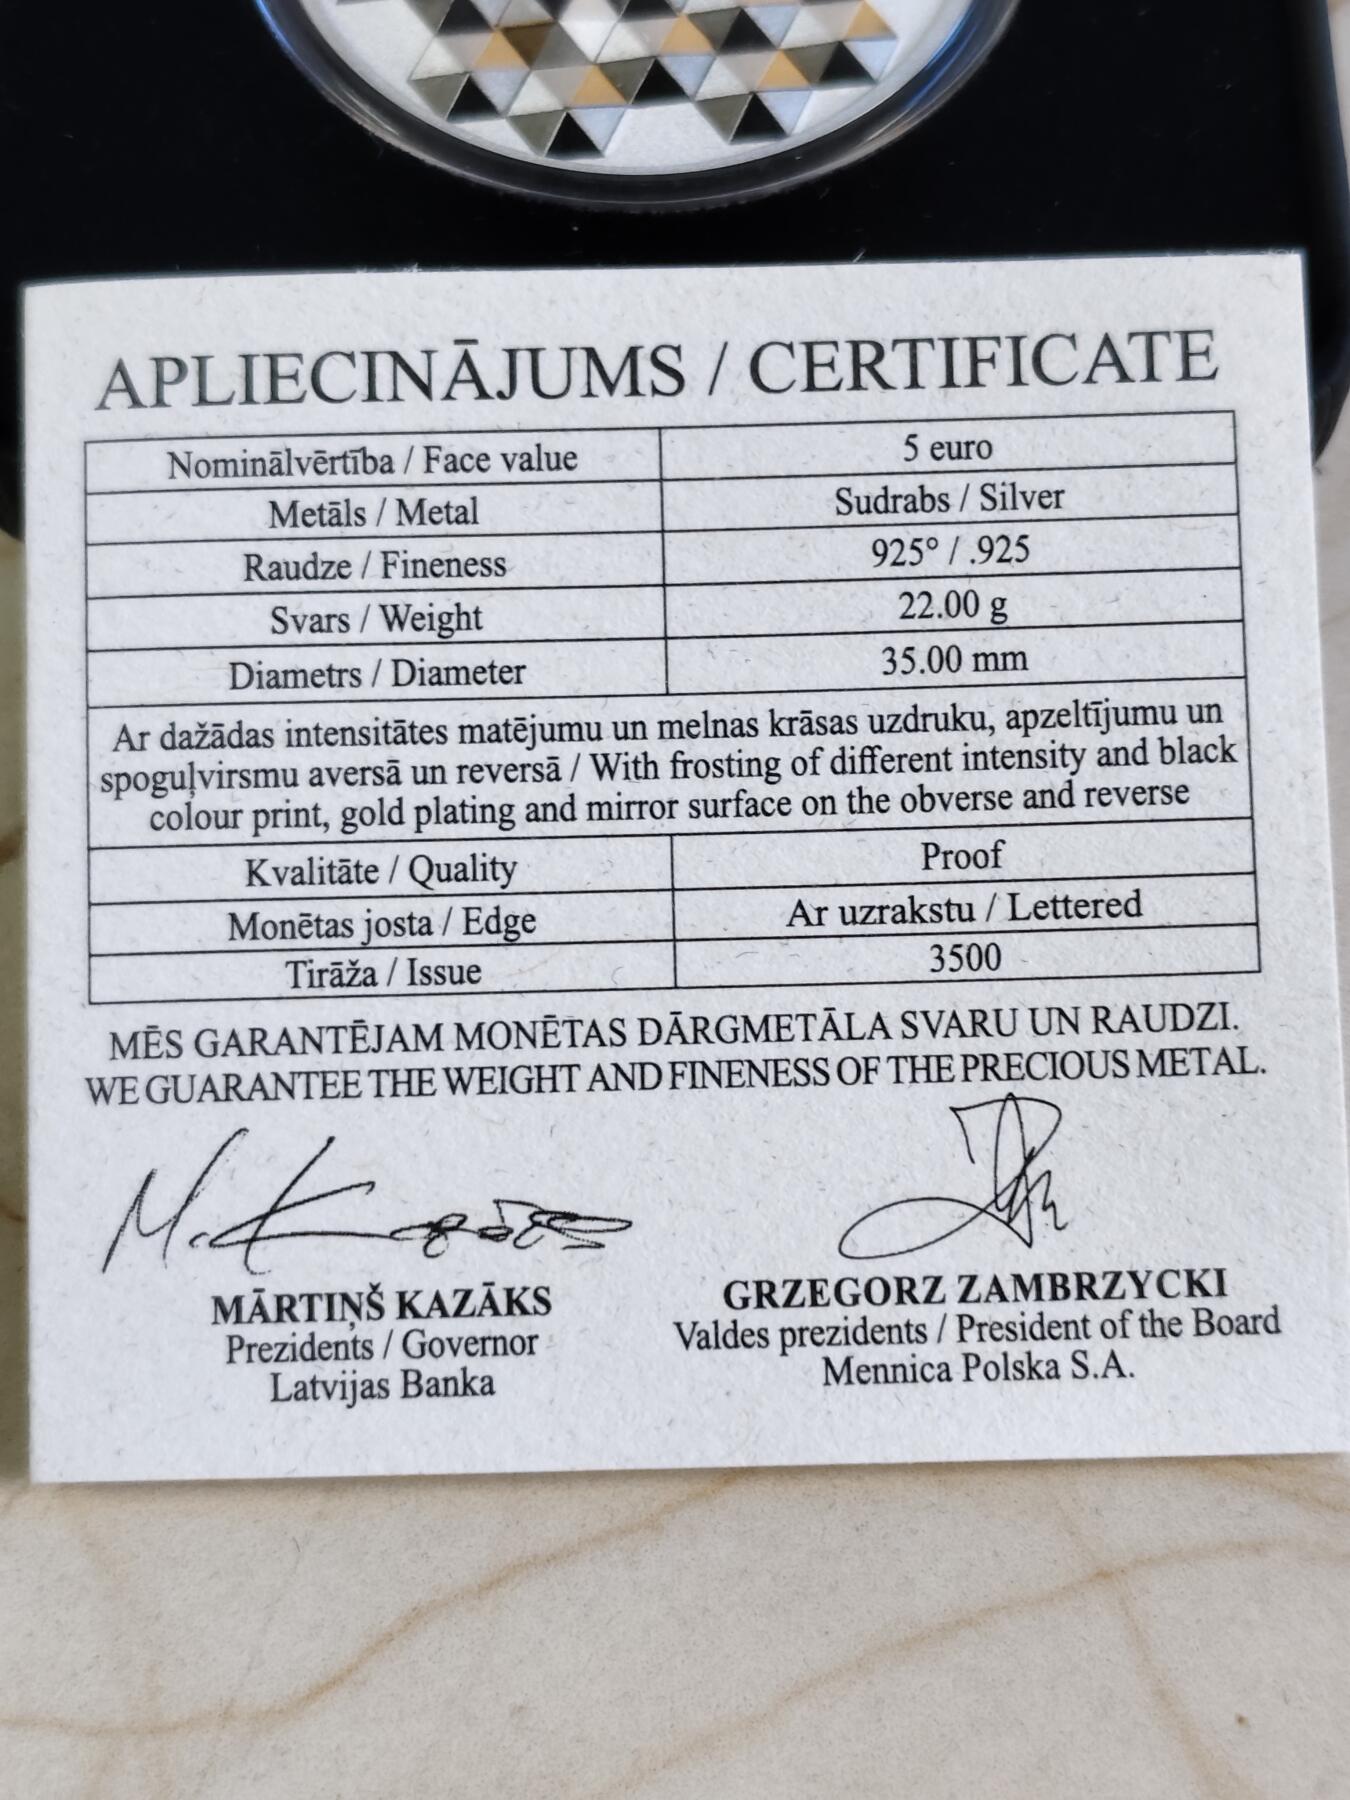 APLIECINĀJUMS / CERTIFICATE
Nominālvērtība / Face value 5 euro
Metāls / Metal Sudrabs / Silver
Raudze / Fineness 925° / .925
Svars / Weight 22.00 g
Diametrs / Diameter 35.00 mm
Ar dažādas intensitātes matējumu un melnas krāsas uzdruku, apzeltījumu un
spoguļvirsmu aversā un reversā / With frosting of different intensity and black
colour print, gold plating and mirror surface on the obverse and reverse
Kvalitāte / Quality Proof
Monētas josta / Edge Ar uzrakstu / Lettered
Tirāža / Issue 3500
MĒS GARANTĒJAM MONĒTAS DĀRGMETĀLA SVARU UN RAUDZI.
WE GUARANTEE THE WEIGHT AND FINENESS OF THE PRECIOUS METAL.
M. Kazāks
MĀRTIŅŠ KAZĀKS
Prezidents / Governor
Latvijas Banka
GRZEGORZ ZAMBRZYCKI
Valdes prezidents / President of the Board
Mennica Polska S.A.